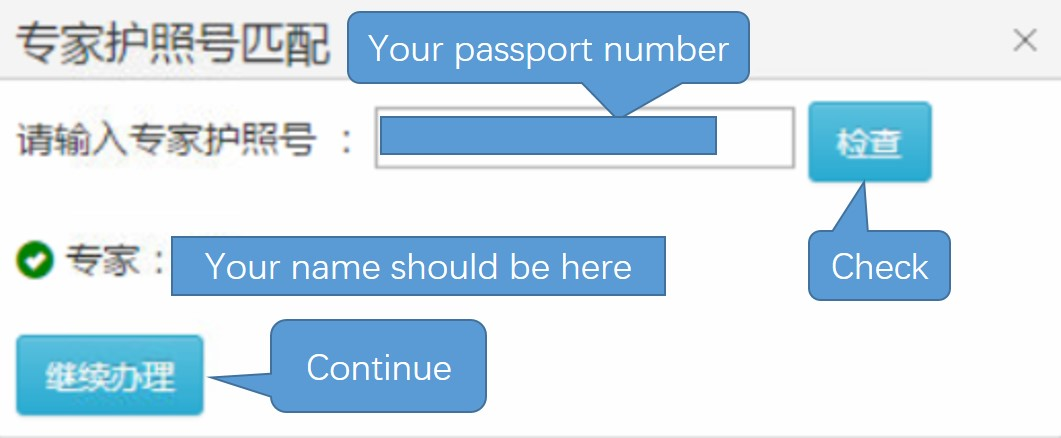 专家护照号匹配
Your passport number
请输入专家护照号 ：
检查
专家：
Your name should be here
Check
继续办理
Continue